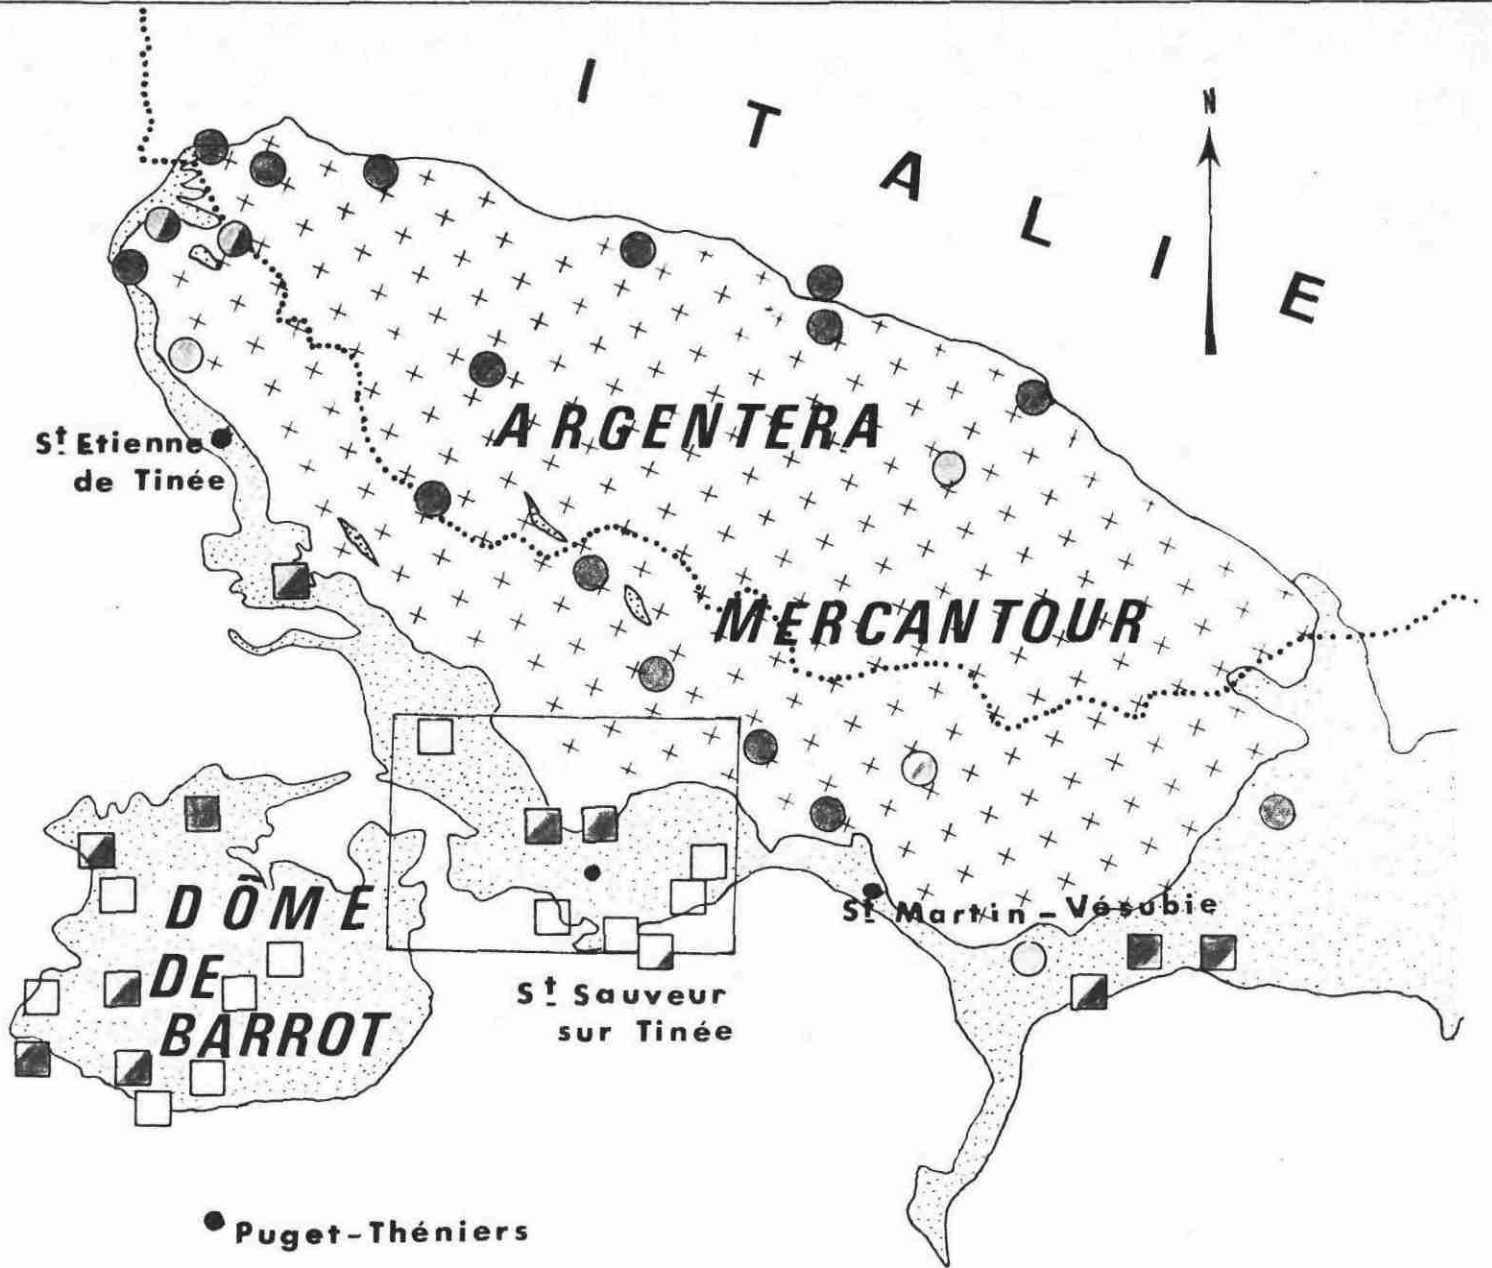 ITALIE
N
ARGENTERA
St Etienne
de Tinée
MERCANTOUR
DÔME
DE
BARROT
St Martin - Vésubie
St Sauveur
sur Tinée
Puget-Théniers